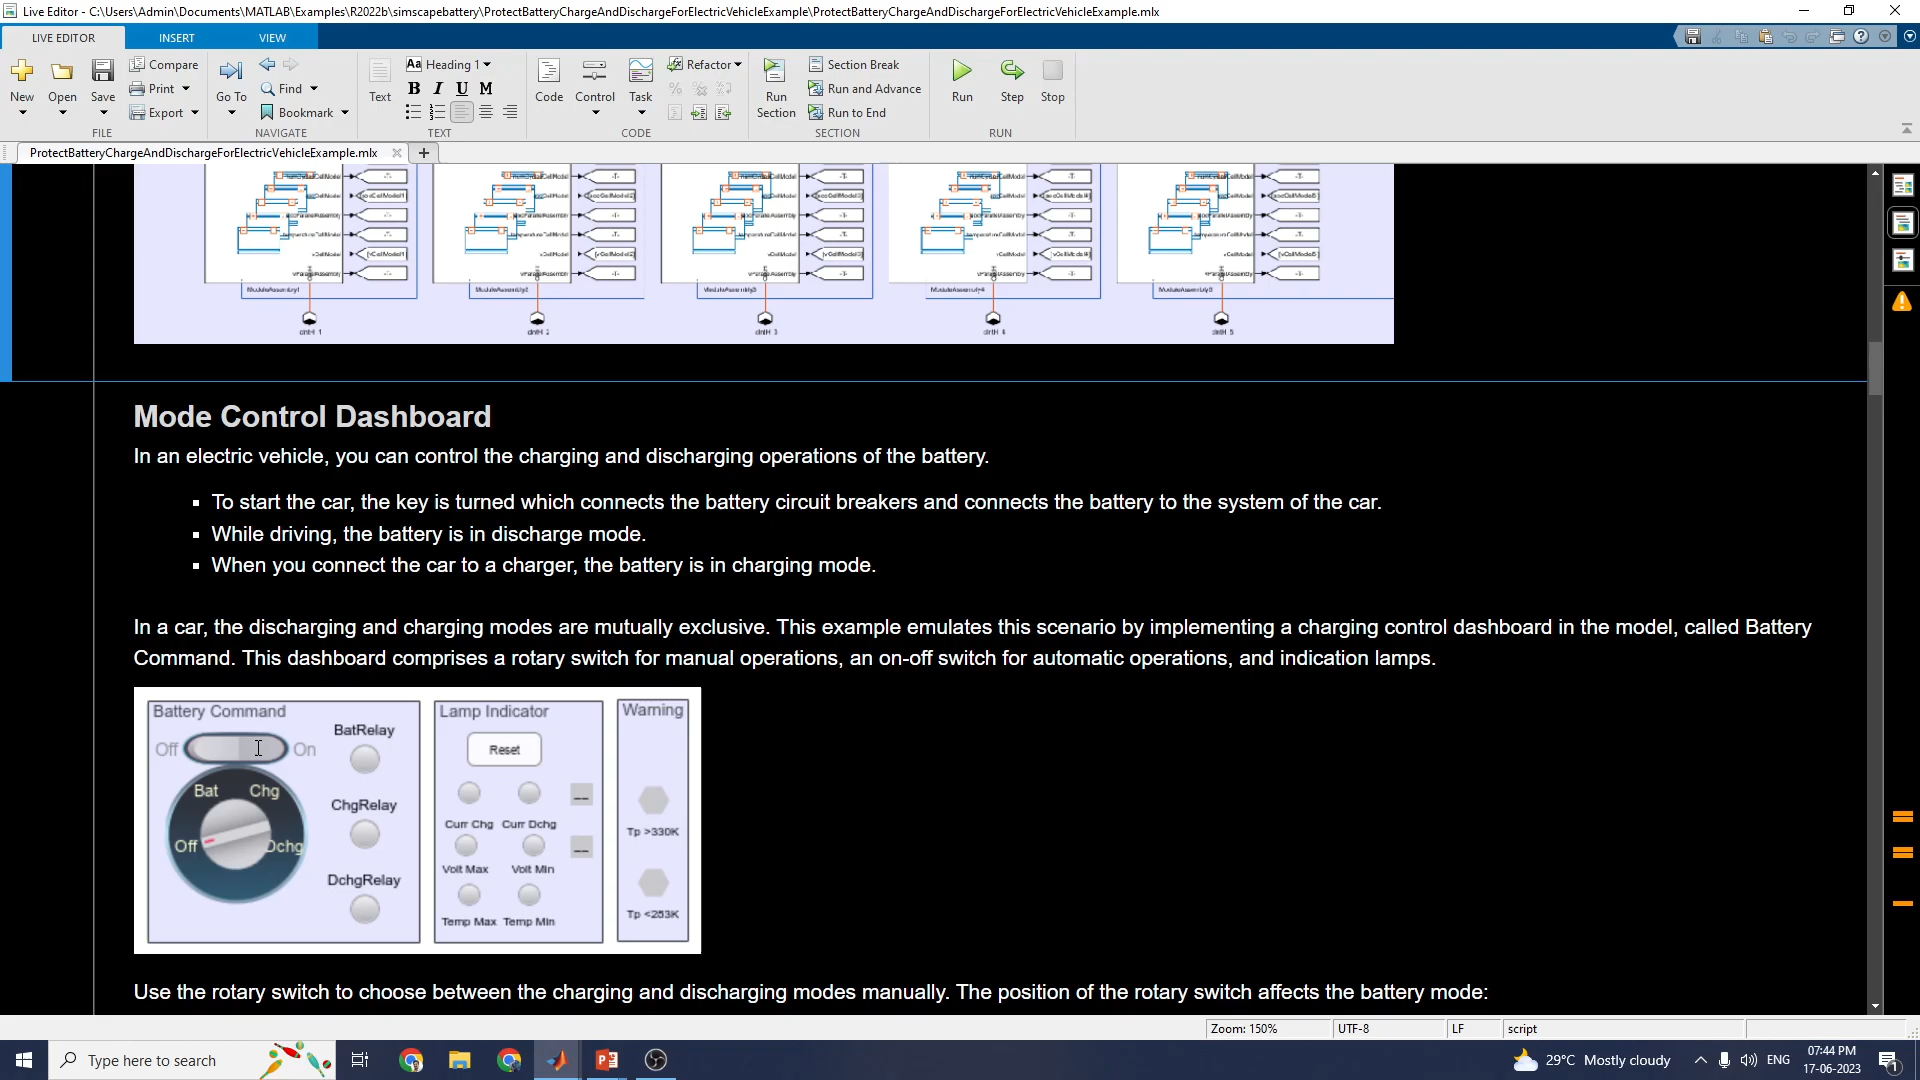 Live Editor - C:\Users\Admin\Documents\MATLAB\Examples\R2022b\simscapebattery\ProtectBatteryChargeAndDischargeForElectricVehicleExample\ProtectBatteryChargeAndDischargeForElectricVehicleExample.mlx
LIVE EDITOR INSERT VIEW
New Open Save Compare Print Export
FILE
Go To Find Bookmark
NAVIGATE
Text Aa Heading 1 B I U M
TEXT
Code Control Task Refactor
CODE
Run Section Section Break Run and Advance Run to End
SECTION
Run Step Stop
RUN
ProtectBatteryChargeAndDischargeForElectricVehicleExample.mlx
ModuleAssembly1 ModuleAssembly2 ModuleAssembly3 ModuleAssembly4 ModuleAssembly5
Mode Control Dashboard
In an electric vehicle, you can control the charging and discharging operations of the battery.
To start the car, the key is turned which connects the battery circuit breakers and connects the battery to the system of the car.
While driving, the battery is in discharge mode.
When you connect the car to a charger, the battery is in charging mode.
In a car, the discharging and charging modes are mutually exclusive. This example emulates this scenario by implementing a charging control dashboard in the model, called Battery
Command. This dashboard comprises a rotary switch for manual operations, an on-off switch for automatic operations, and indication lamps.
Battery Command
Off On
Bat Chg
Off Dchg
BatRelay
ChgRelay
DchgRelay
Lamp Indicator
Reset
Curr Chg Curr Dchg
Volt Max Volt Min
Temp Max Temp Min
Warning
Tp >330K
Tp <253K
Use the rotary switch to choose between the charging and discharging modes manually. The position of the rotary switch affects the battery mode:
Zoom: 150% UTF-8 LF script
Type here to search
29°C Mostly cloudy
ENG
07:44 PM
17-06-2023
1